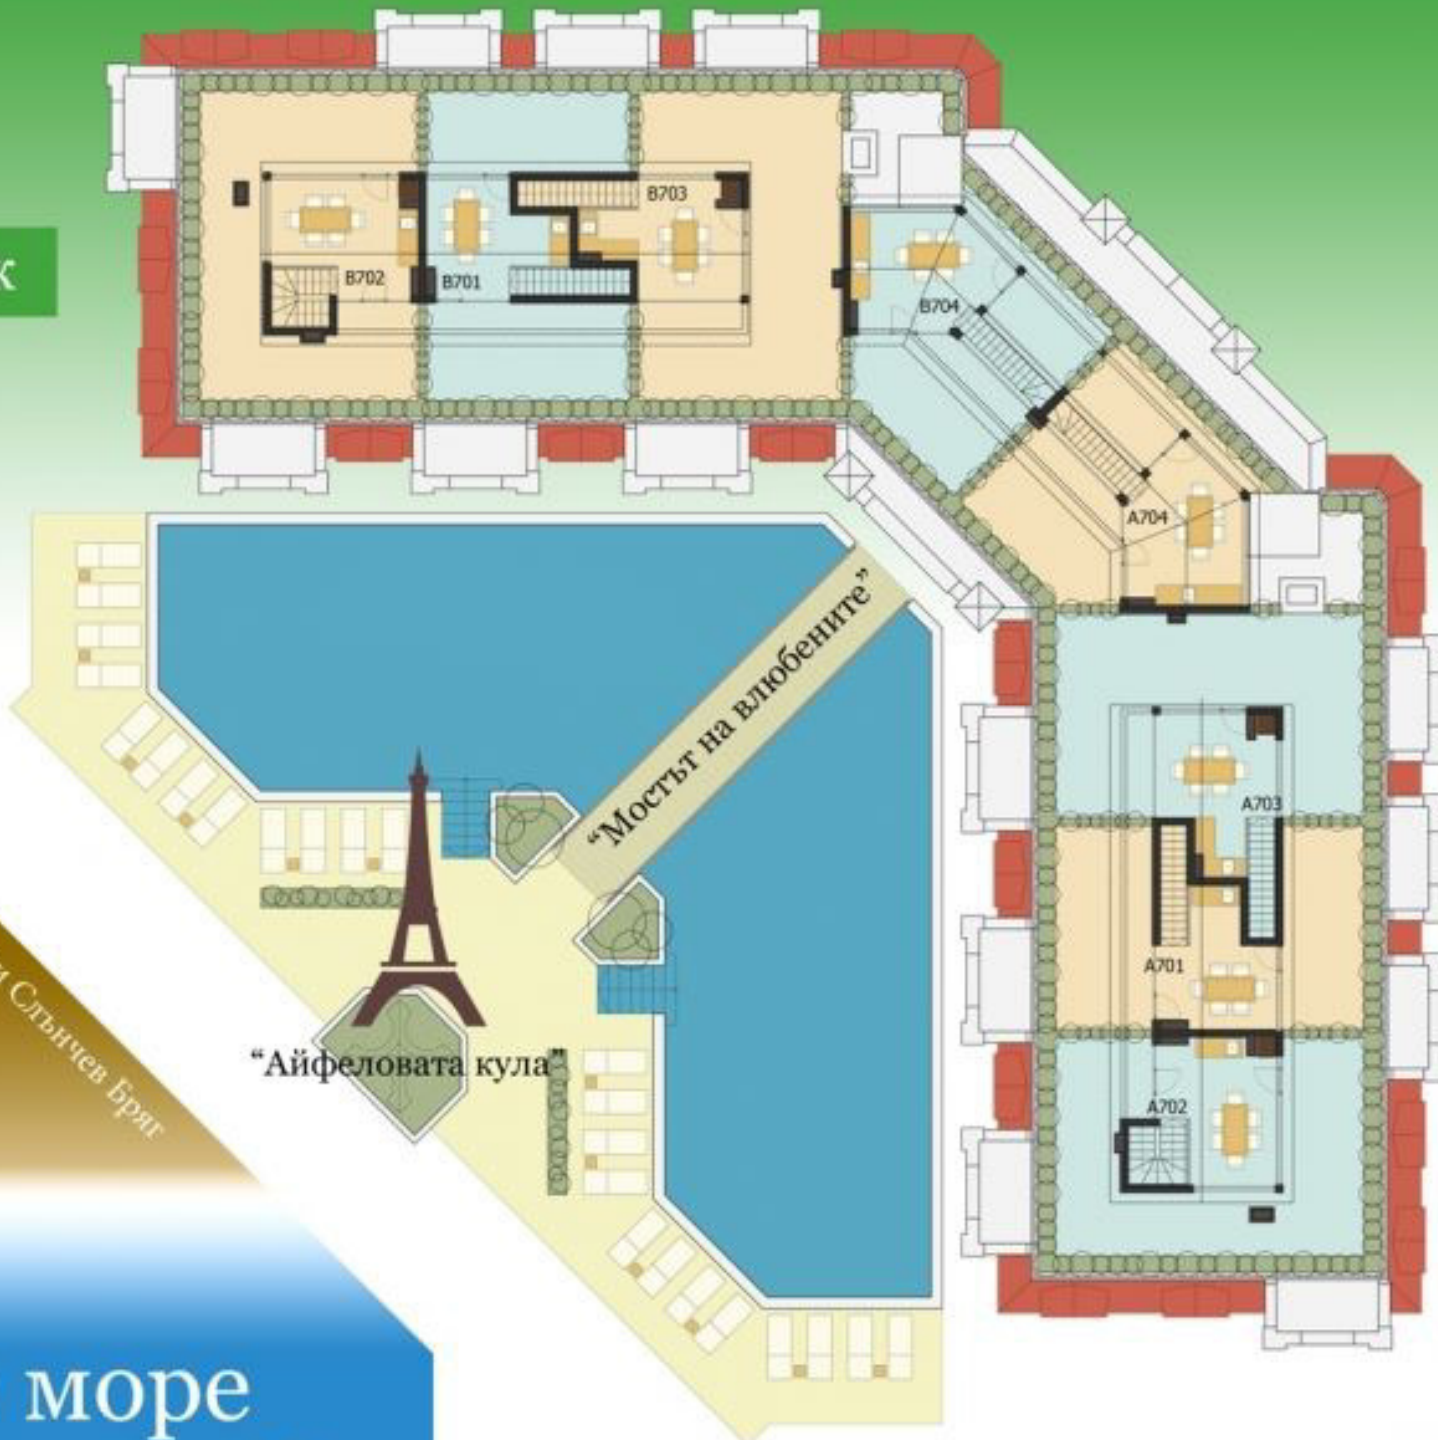 к
B703
B702
B701
B704
A704
“Мостът на влюбените”
A703
A701
“Айфеловата кула”
A702
Слънчев Бряг
море